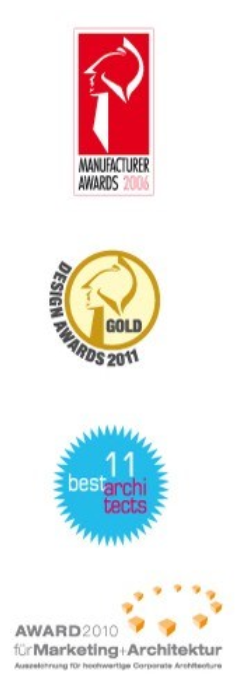 MANUFACTURER
AWARDS 2006
GOLD
DESIGN AWARDS 2011
11
best archi
tects
AWARD2010
für Marketing+Architektur
Auszeichnung für hochwertige Corporate Architecture